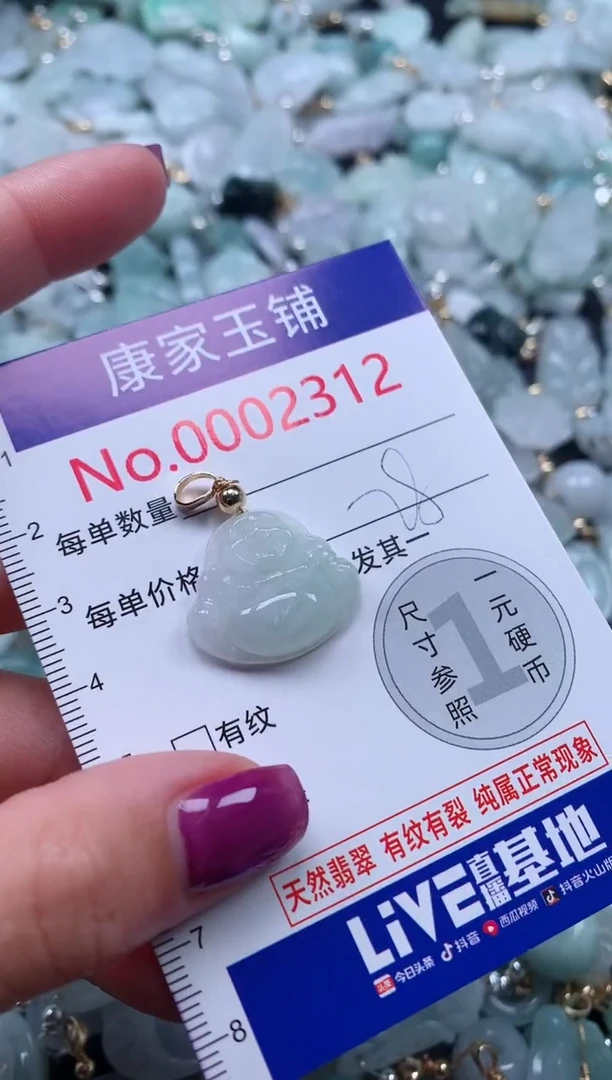 康家玉铺
No.0002312
每单数量
28
每单价格
发其一
尺寸参照
1
一元硬币
有纹
天然翡翠 有纹有裂 纯属正常现象
LiVE直播基地
头条 今日头条 抖音 西瓜视频 抖音火山版
1
2
3
4
7
8